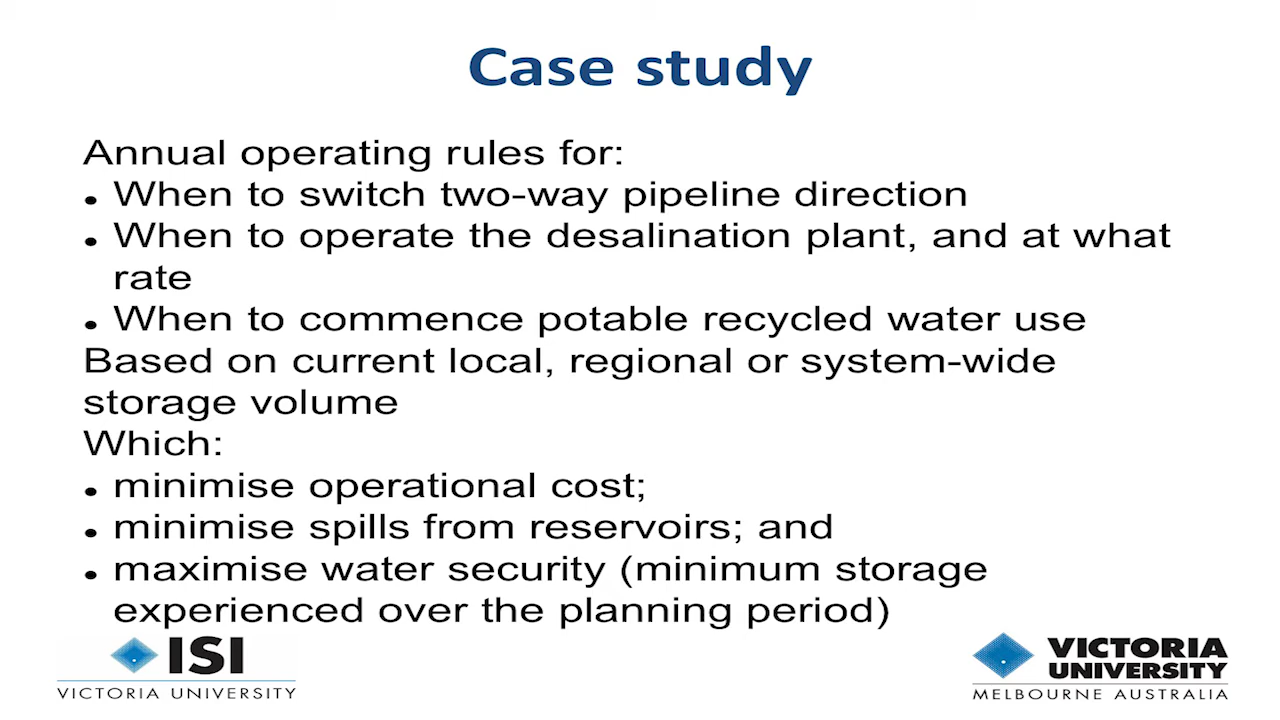 Case study
Annual operating rules for:
• When to switch two-way pipeline direction
• When to operate the desalination plant, and at what
rate
• When to commence potable recycled water use
Based on current local, regional or system-wide
storage volume
Which:
• minimise operational cost;
• minimise spills from reservoirs; and
• maximise water security (minimum storage
experienced over the planning period)
ISI
VICTORIA UNIVERSITY
VICTORIA
UNIVERSITY
MELBOURNE AUSTRALIA